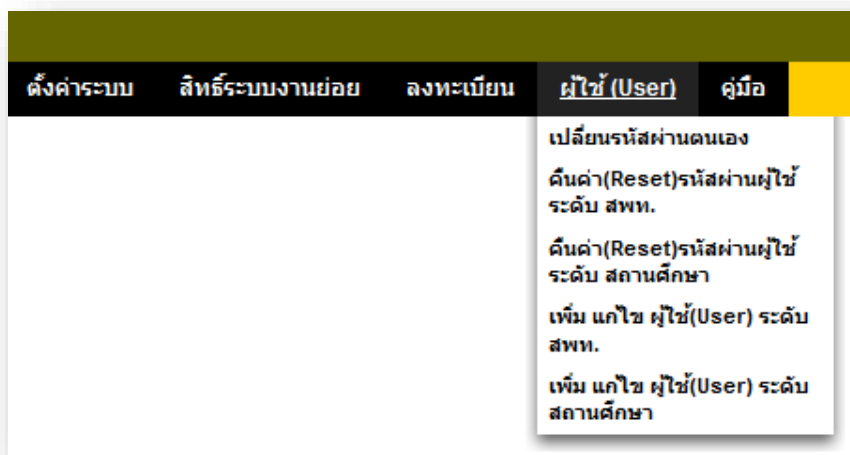 ตั้งค่าระบบ สิทธิ์ระบบงานย่อย ลงทะเบียน ผู้ใช้ (User) คู่มือ
เปลี่ยนรหัสผ่านตนเอง
คืนค่า(Reset)รหัสผ่านผู้ใช้
ระดับ สพท.
คืนค่า(Reset)รหัสผ่านผู้ใช้
ระดับ สถานศึกษา
เพิ่ม แก้ไข ผู้ใช้(User) ระดับ
สพท.
เพิ่ม แก้ไข ผู้ใช้(User) ระดับ
สถานศึกษา